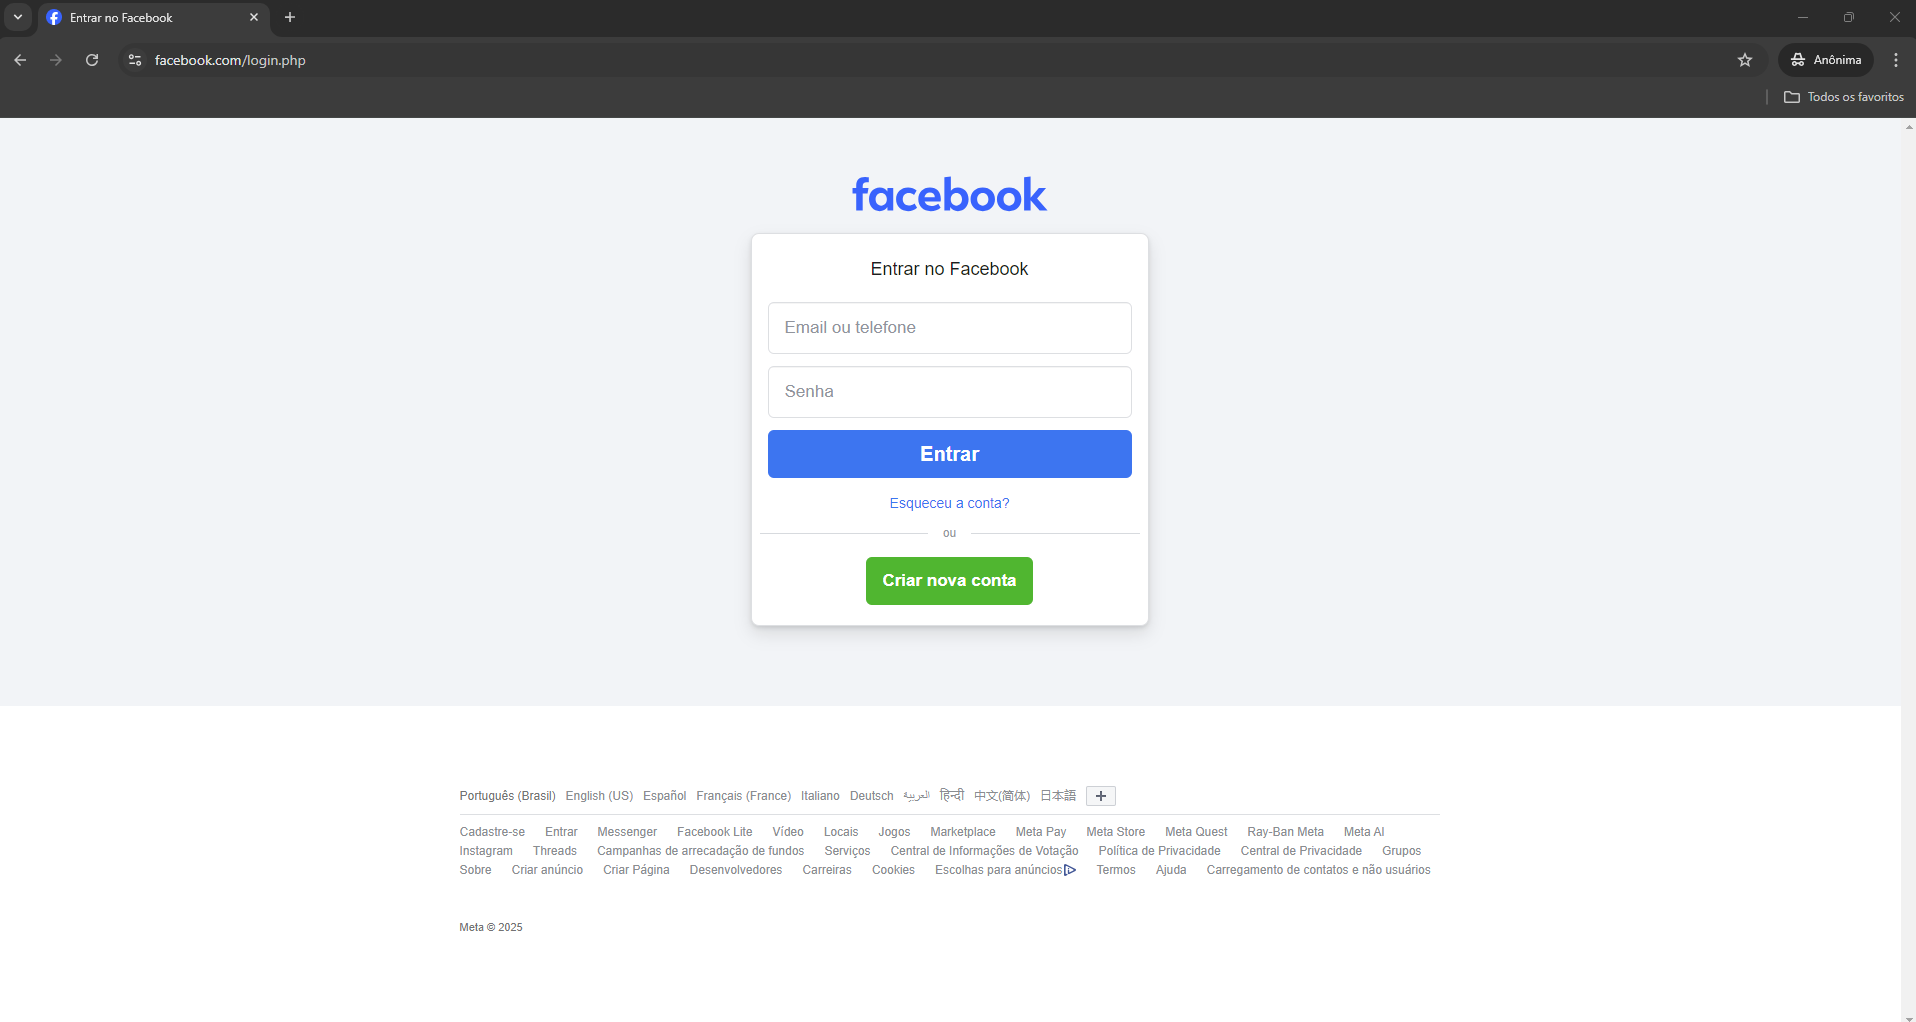 Entrar no Facebook
facebook.com/login.php
Anônima
Todos os favoritos
facebook
Entrar no Facebook
Email ou telefone
Senha
Entrar
Esqueceu a conta?
ou
Criar nova conta
Português (Brasil) English (US) Español Français (France) Italiano Deutsch العربية हिन्दी 中文(简体) 日本語
Cadastre-se Entrar Messenger Facebook Lite Vídeo Locais Jogos Marketplace Meta Pay Meta Store Meta Quest Ray-Ban Meta Meta AI
Instagram Threads Campanhas de arrecadação de fundos Serviços Central de Informações de Votação Política de Privacidade Central de Privacidade Grupos
Sobre Criar anúncio Criar Página Desenvolvedores Carreiras Cookies Escolhas para anúncios Termos Ajuda Carregamento de contatos e não usuários
Meta © 2025